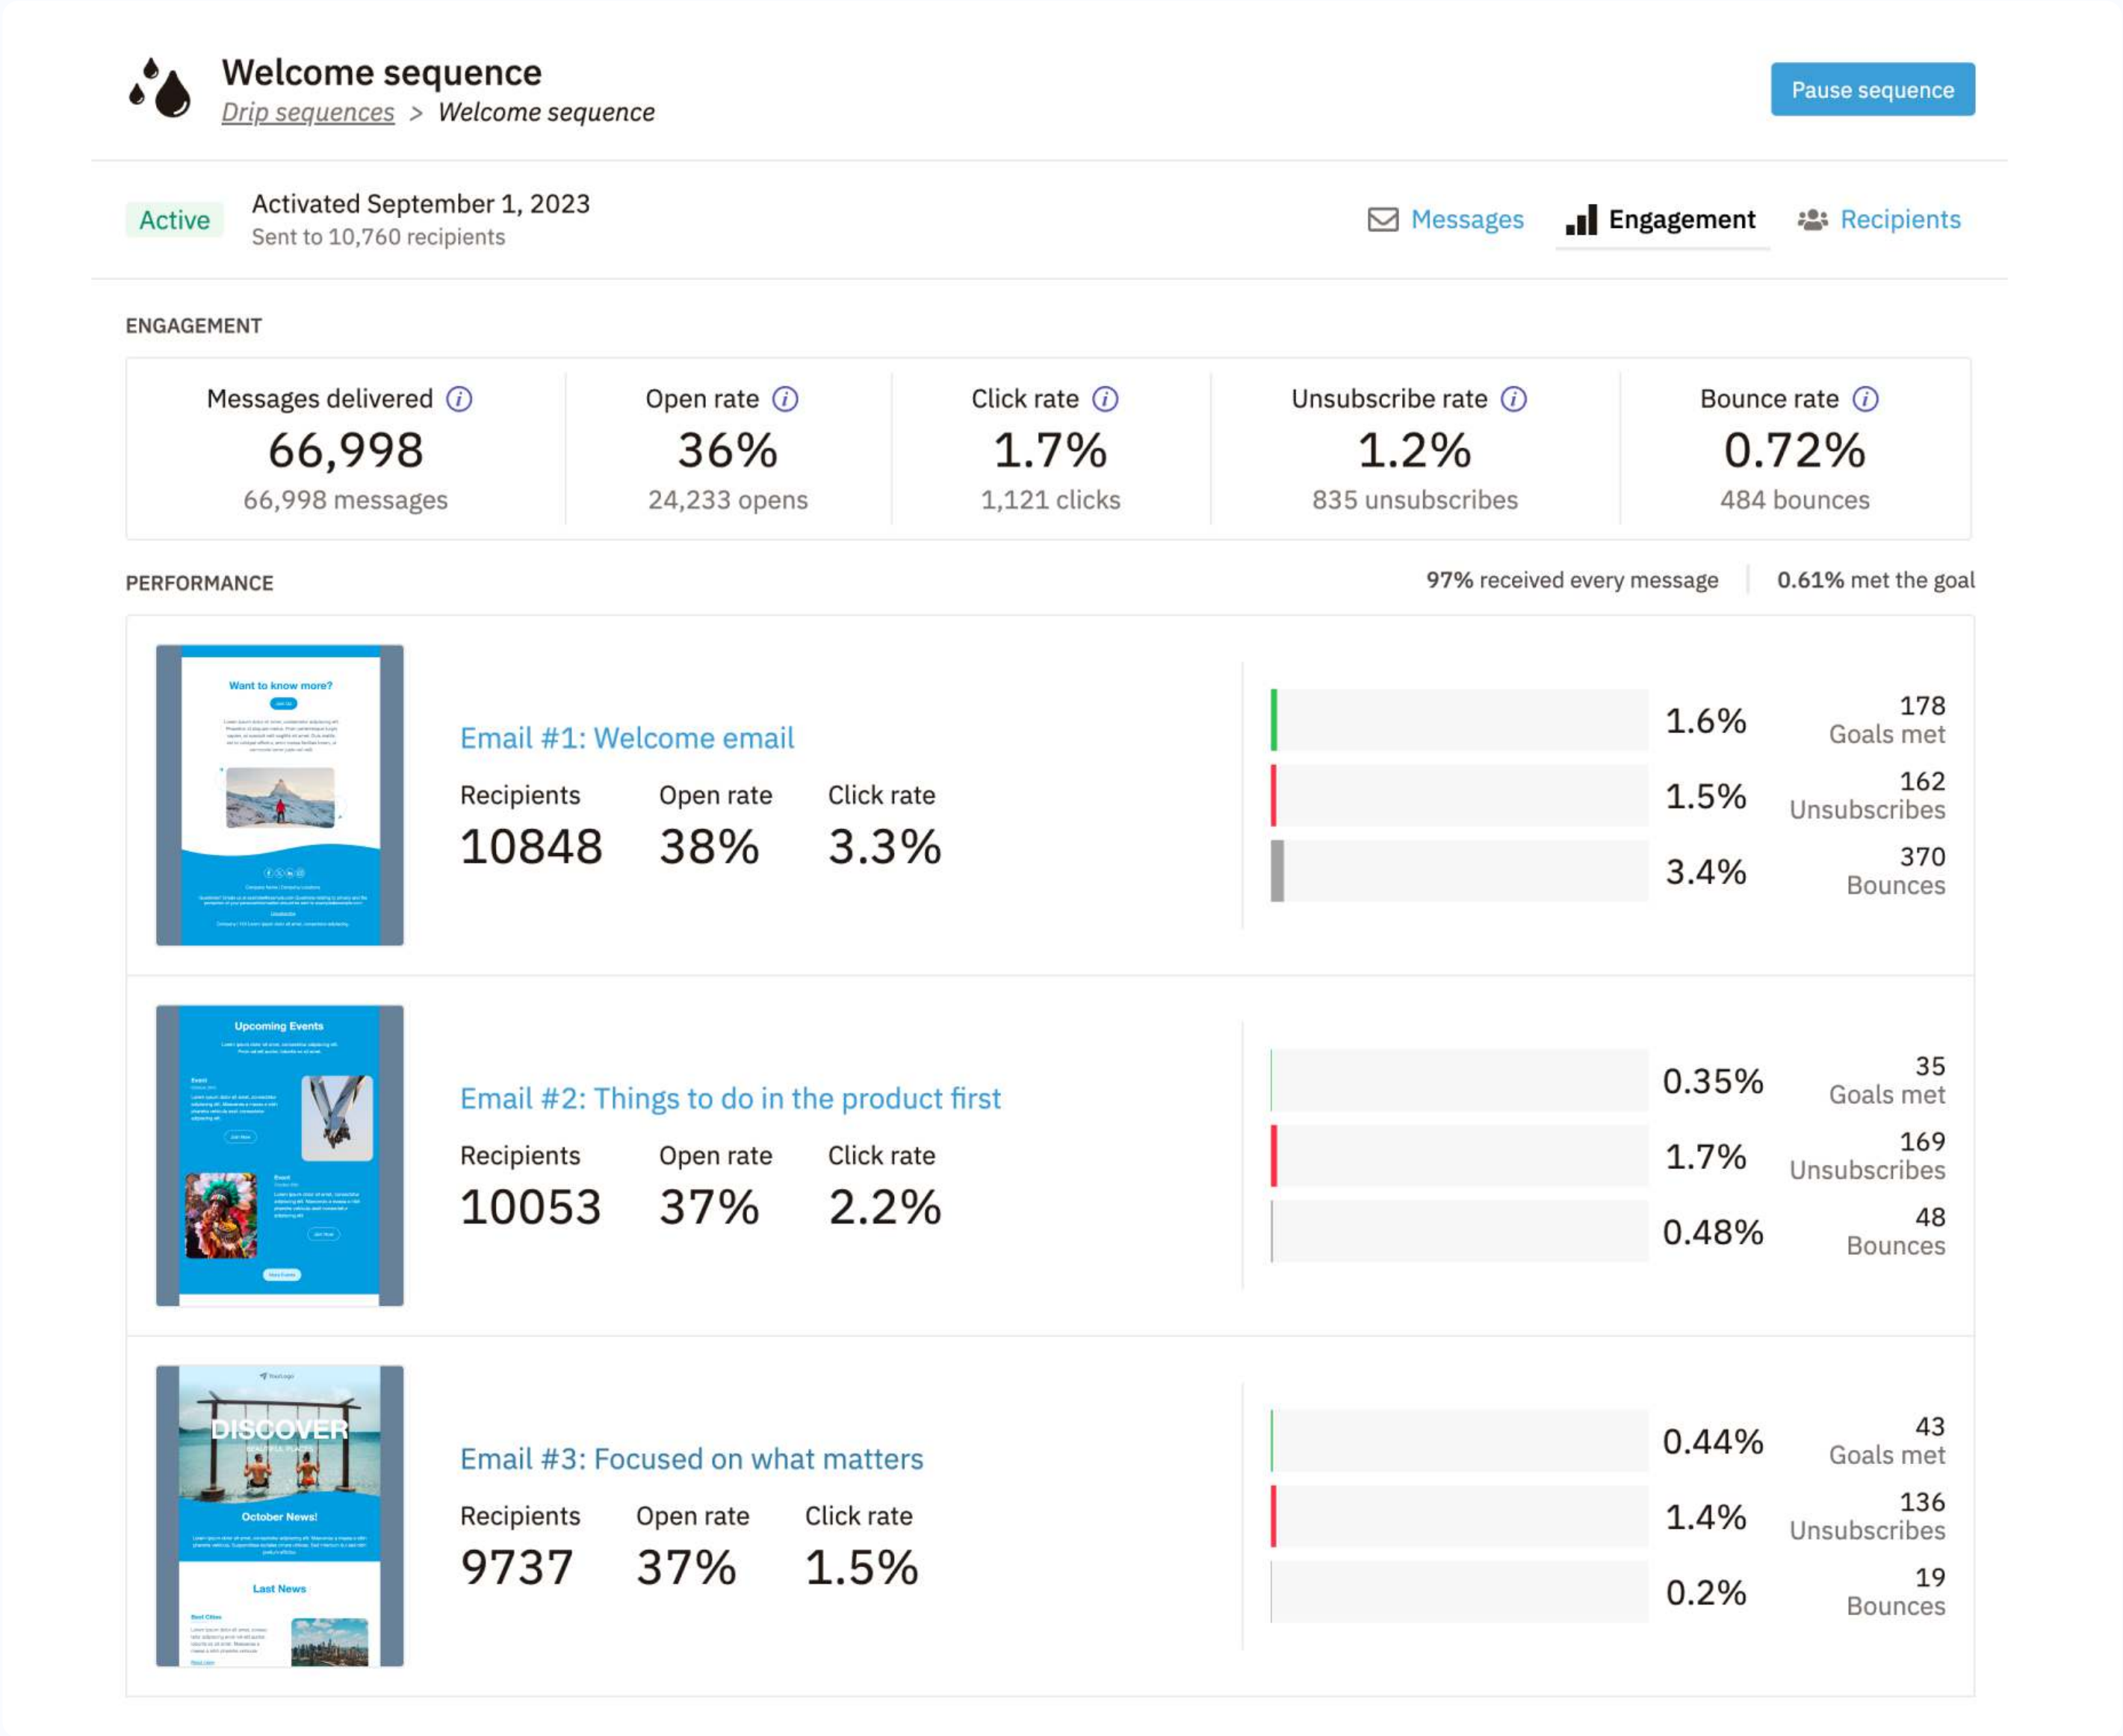 Welcome sequence
Drip sequences > Welcome sequence
Pause sequence
Active
Activated September 1, 2023
Sent to 10,760 recipients
Messages
Engagement
Recipients
ENGAGEMENT
Messages delivered
66,998
66,998 messages
Open rate
36%
24,233 opens
Click rate
1.7%
1,121 clicks
Unsubscribe rate
1.2%
835 unsubscribes
Bounce rate
0.72%
484 bounces
PERFORMANCE
97% received every message
0.61% met the goal
Want to know more?
Email #1: Welcome email
Recipients Open rate Click rate
10848 38% 3.3%
1.6%
178
Goals met
1.5%
162
Unsubscribes
3.4%
370
Bounces
Upcoming Events
Event
Event
Email #2: Things to do in the product first
Recipients Open rate Click rate
10053 37% 2.2%
0.35%
35
Goals met
1.7%
169
Unsubscribes
0.48%
48
Bounces
DISCOVER
BEAUTIFUL PLACES
October News!
Last News
Best Cities
Email #3: Focused on what matters
Recipients Open rate Click rate
9737 37% 1.5%
0.44%
43
Goals met
1.4%
136
Unsubscribes
0.2%
19
Bounces